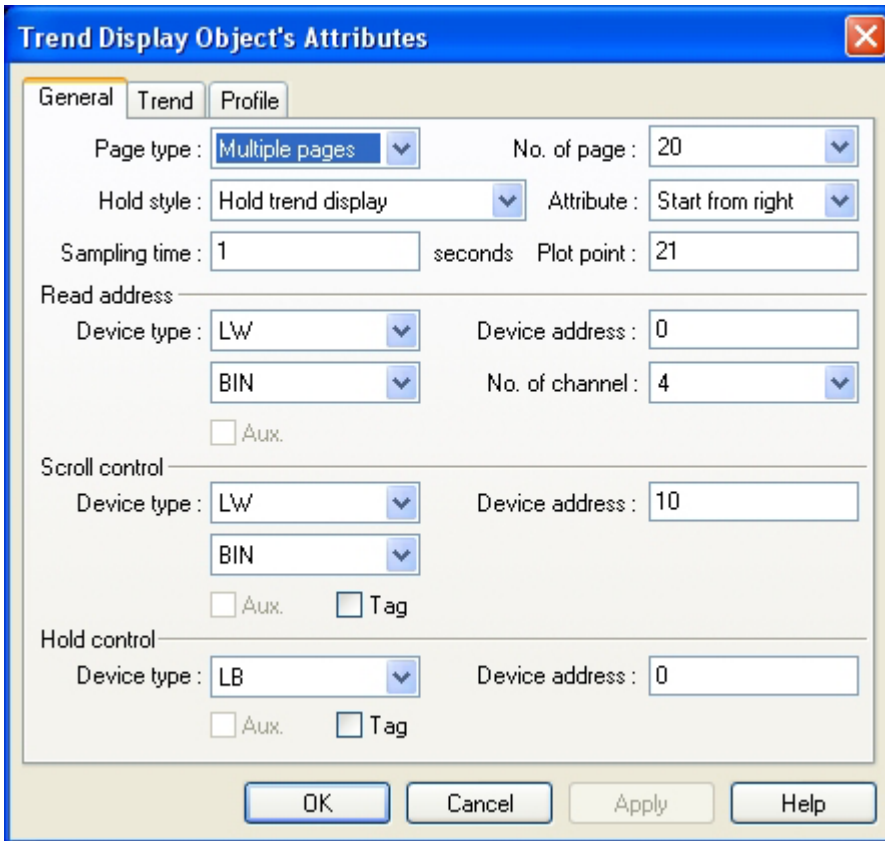 Trend Display Object's Attributes
General Trend Profile
Page type : Multiple pages No. of page : 20
Hold style : Hold trend display Attribute : Start from right
Sampling time : 1 seconds Plot point : 21
Read address
Device type : LW Device address : 0
BIN No. of channel : 4
Aux.
Scroll control
Device type : LW Device address : 10
BIN
Aux. Tag
Hold control
Device type : LB Device address : 0
Aux. Tag
OK Cancel Apply Help